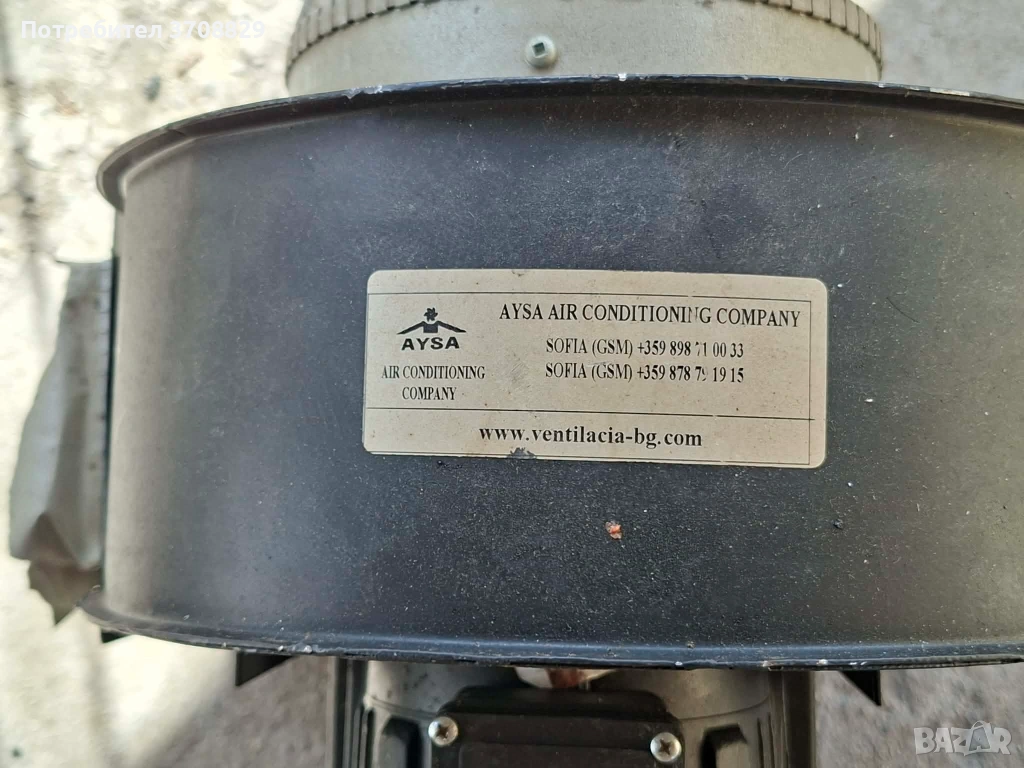 Потребител 3709829
AYSA
AIR CONDITIONING
COMPANY
AYSA AIR CONDITIONING COMPANY
SOFIA (GSM) +359 898 71 00 33
SOFIA (GSM) +359 878 79 19 15
www.ventilacia-bg.com
BAZAR